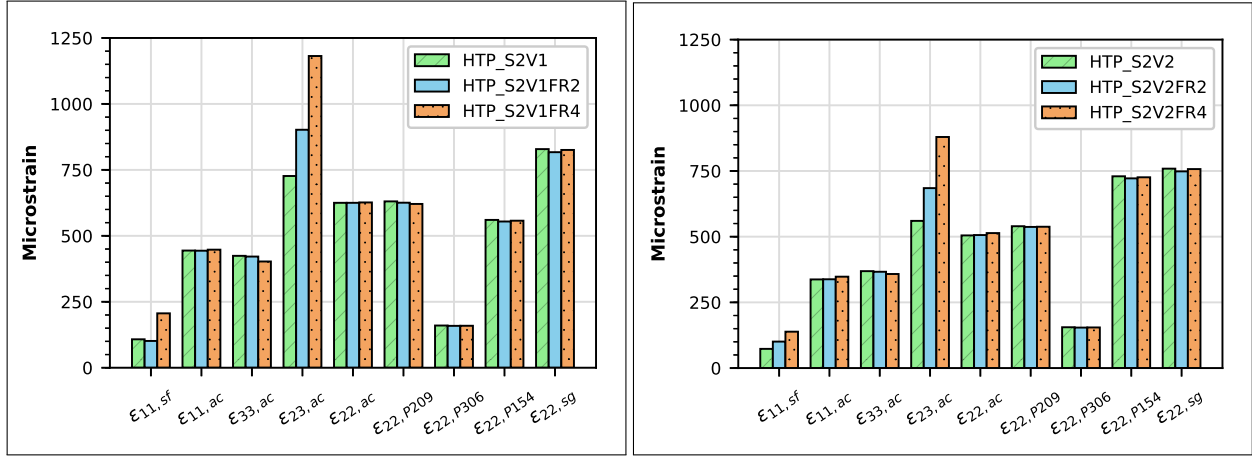 1250
1000
750
500
250
0
Microstrain
HTP_S2V1
HTP_S2V1FR2
HTP_S2V1FR4
ε11,sf
ε11,ac
ε33,ac
ε23,ac
ε22,ac
ε22,P209
ε22,P306
ε22,P154
ε22,sg
1250
1000
750
500
250
0
Microstrain
HTP_S2V2
HTP_S2V2FR2
HTP_S2V2FR4
ε11,sf
ε11,ac
ε33,ac
ε23,ac
ε22,ac
ε22,P209
ε22,P306
ε22,P154
ε22,sg